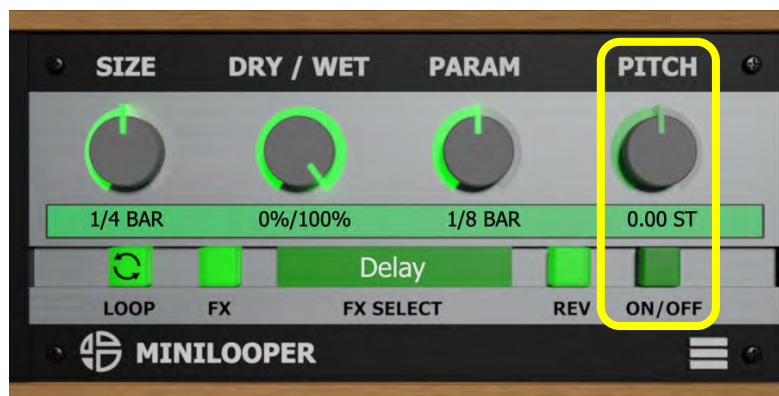 SIZE DRY / WET PARAM PITCH
1/4 BAR 0%/100% 1/8 BAR 0.00 ST
Delay
LOOP FX FX SELECT REV ON/OFF
MINILOOPER